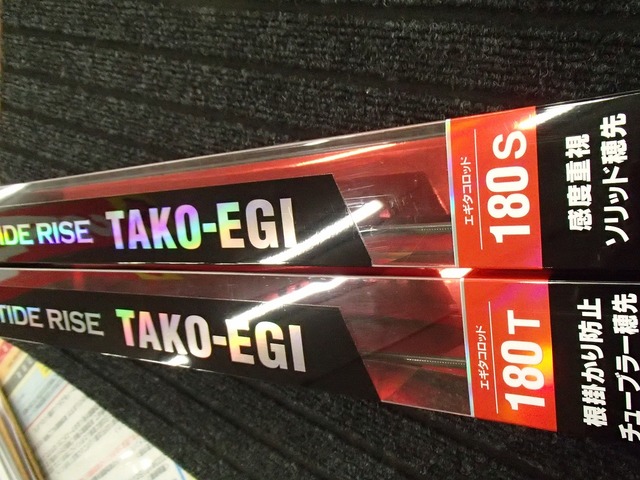 TIDE RISE TAKO-EGI
エギタコロッド
180S
感度重視
ソリッド穂先
TIDE RISE TAKO-EGI
エギタコロッド
180T
根掛かり防止
チューブラー穂先